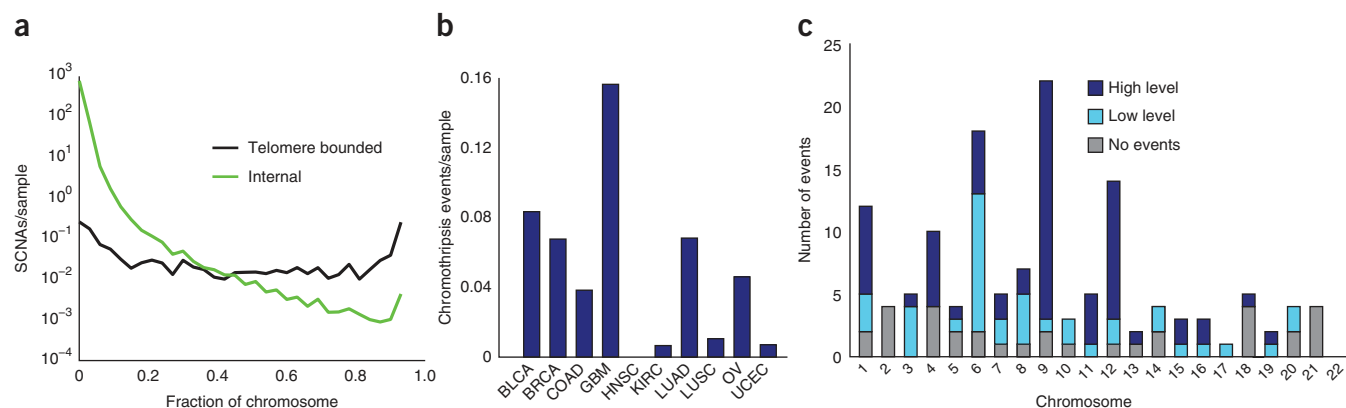 a
SCNAs/sample
10^3
10^2
10^1
10^0
10^-1
10^-2
10^-3
10^-4
Telomere bounded
Internal
0 0.2 0.4 0.6 0.8 1.0
Fraction of chromosome
b
Chromothripsis events/sample
0.16
0.12
0.08
0.04
0
BLCA BRCA COAD GBM HNSC KIRC LUAD LUSC OV UCEC
c
Number of events
25
20
15
10
5
0
High level
Low level
No events
1 2 3 4 5 6 7 8 9 10 11 12 13 14 15 16 17 18 19 20 21 22
Chromosome